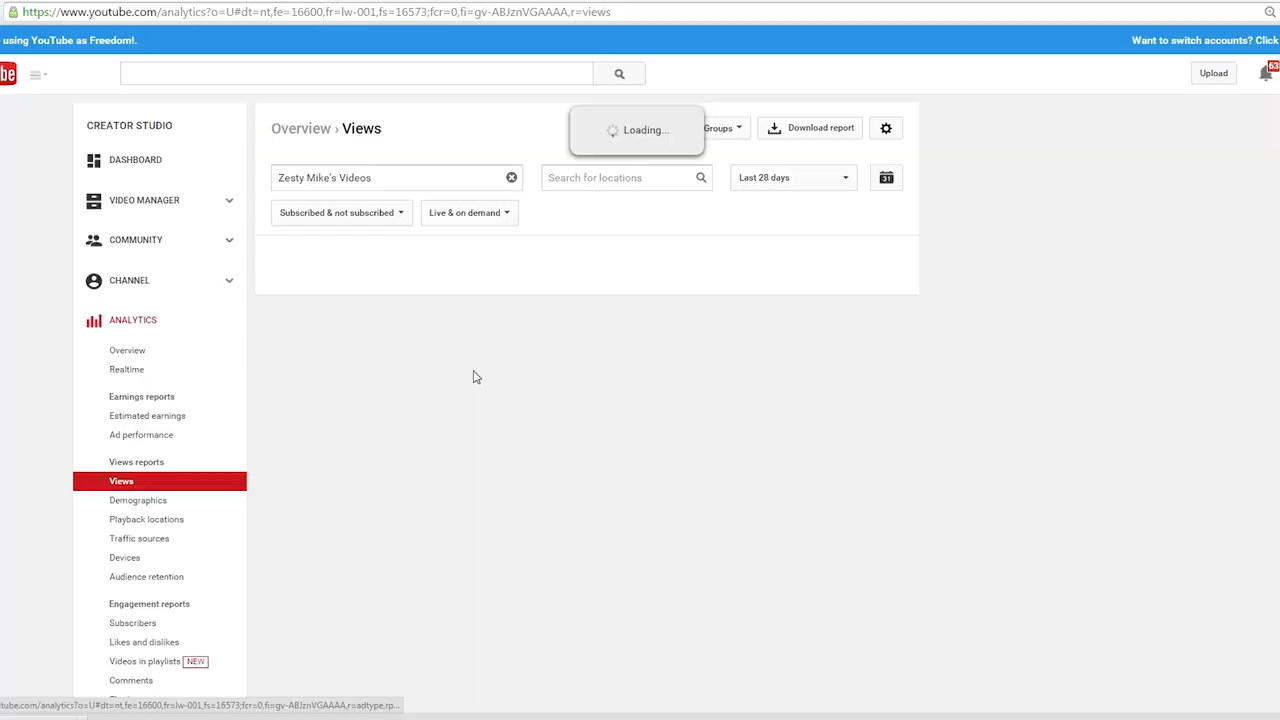 https://www.youtube.com/analytics?o=U#dt=nt,fe=16600,fr=lw-001,fs=16573;fcr=0,fi=gv-ABJznVGAAAA,r=views
using YouTube as Freedom!.
Want to switch accounts? Click
be
Upload
63
CREATOR STUDIO
DASHBOARD
VIDEO MANAGER
COMMUNITY
CHANNEL
ANALYTICS
Overview
Realtime
Earnings reports
Estimated earnings
Ad performance
Views reports
Views
Demographics
Playback locations
Traffic sources
Devices
Audience retention
Engagement reports
Subscribers
Likes and dislikes
Videos in playlists NEW
Comments
Overview › Views
Loading...
Groups
Download report
Zesty Mike's Videos
Search for locations
Last 28 days
31
Subscribed & not subscribed
Live & on demand
utube.com/analytics?o=U#dt=nt,fe=16600,fr=lw-001,fs=16573;fcr=0,fi=gv-ABJznVGAAAA,r=adtype,rp...